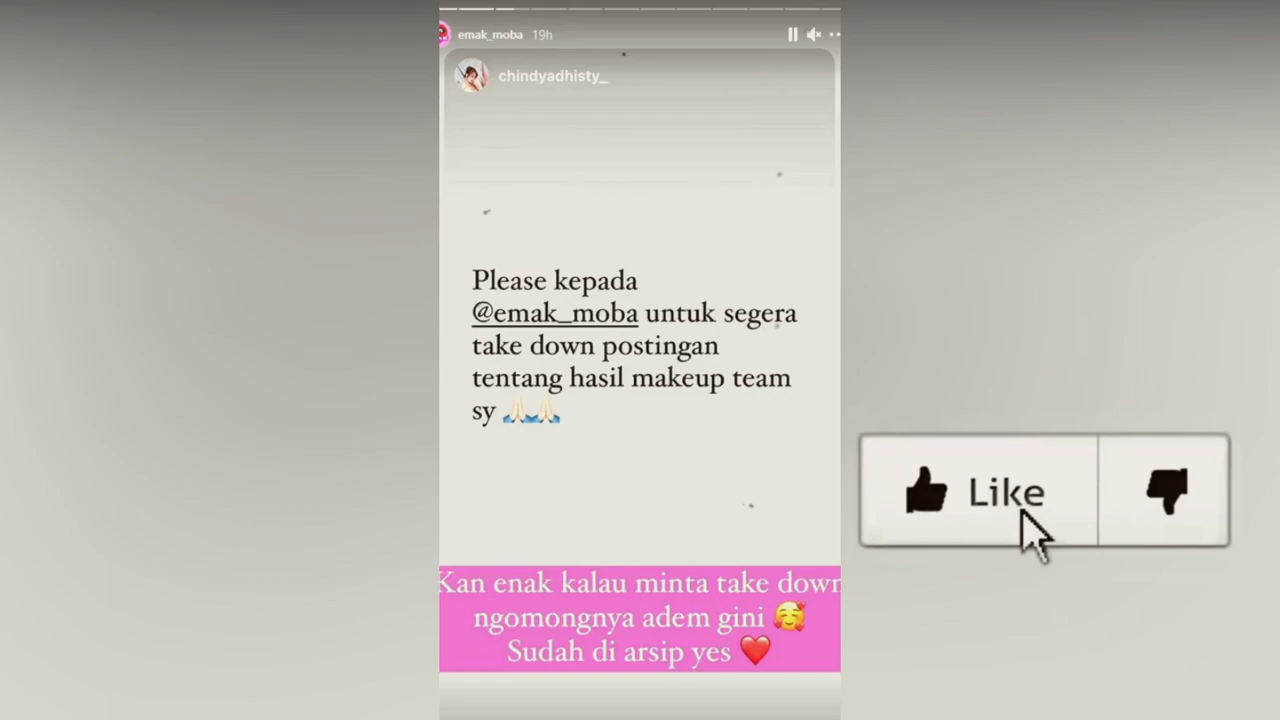 emak_moba 19h
chindyadhisty_
Please kepada
@emak_moba untuk segera
take down postingan
tentang hasil makeup team
sy 🙏🏻🙏🏻
Kan enak kalau minta take down
ngomongnya adem gini 🥰
Sudah di arsip yes ❤️
Like